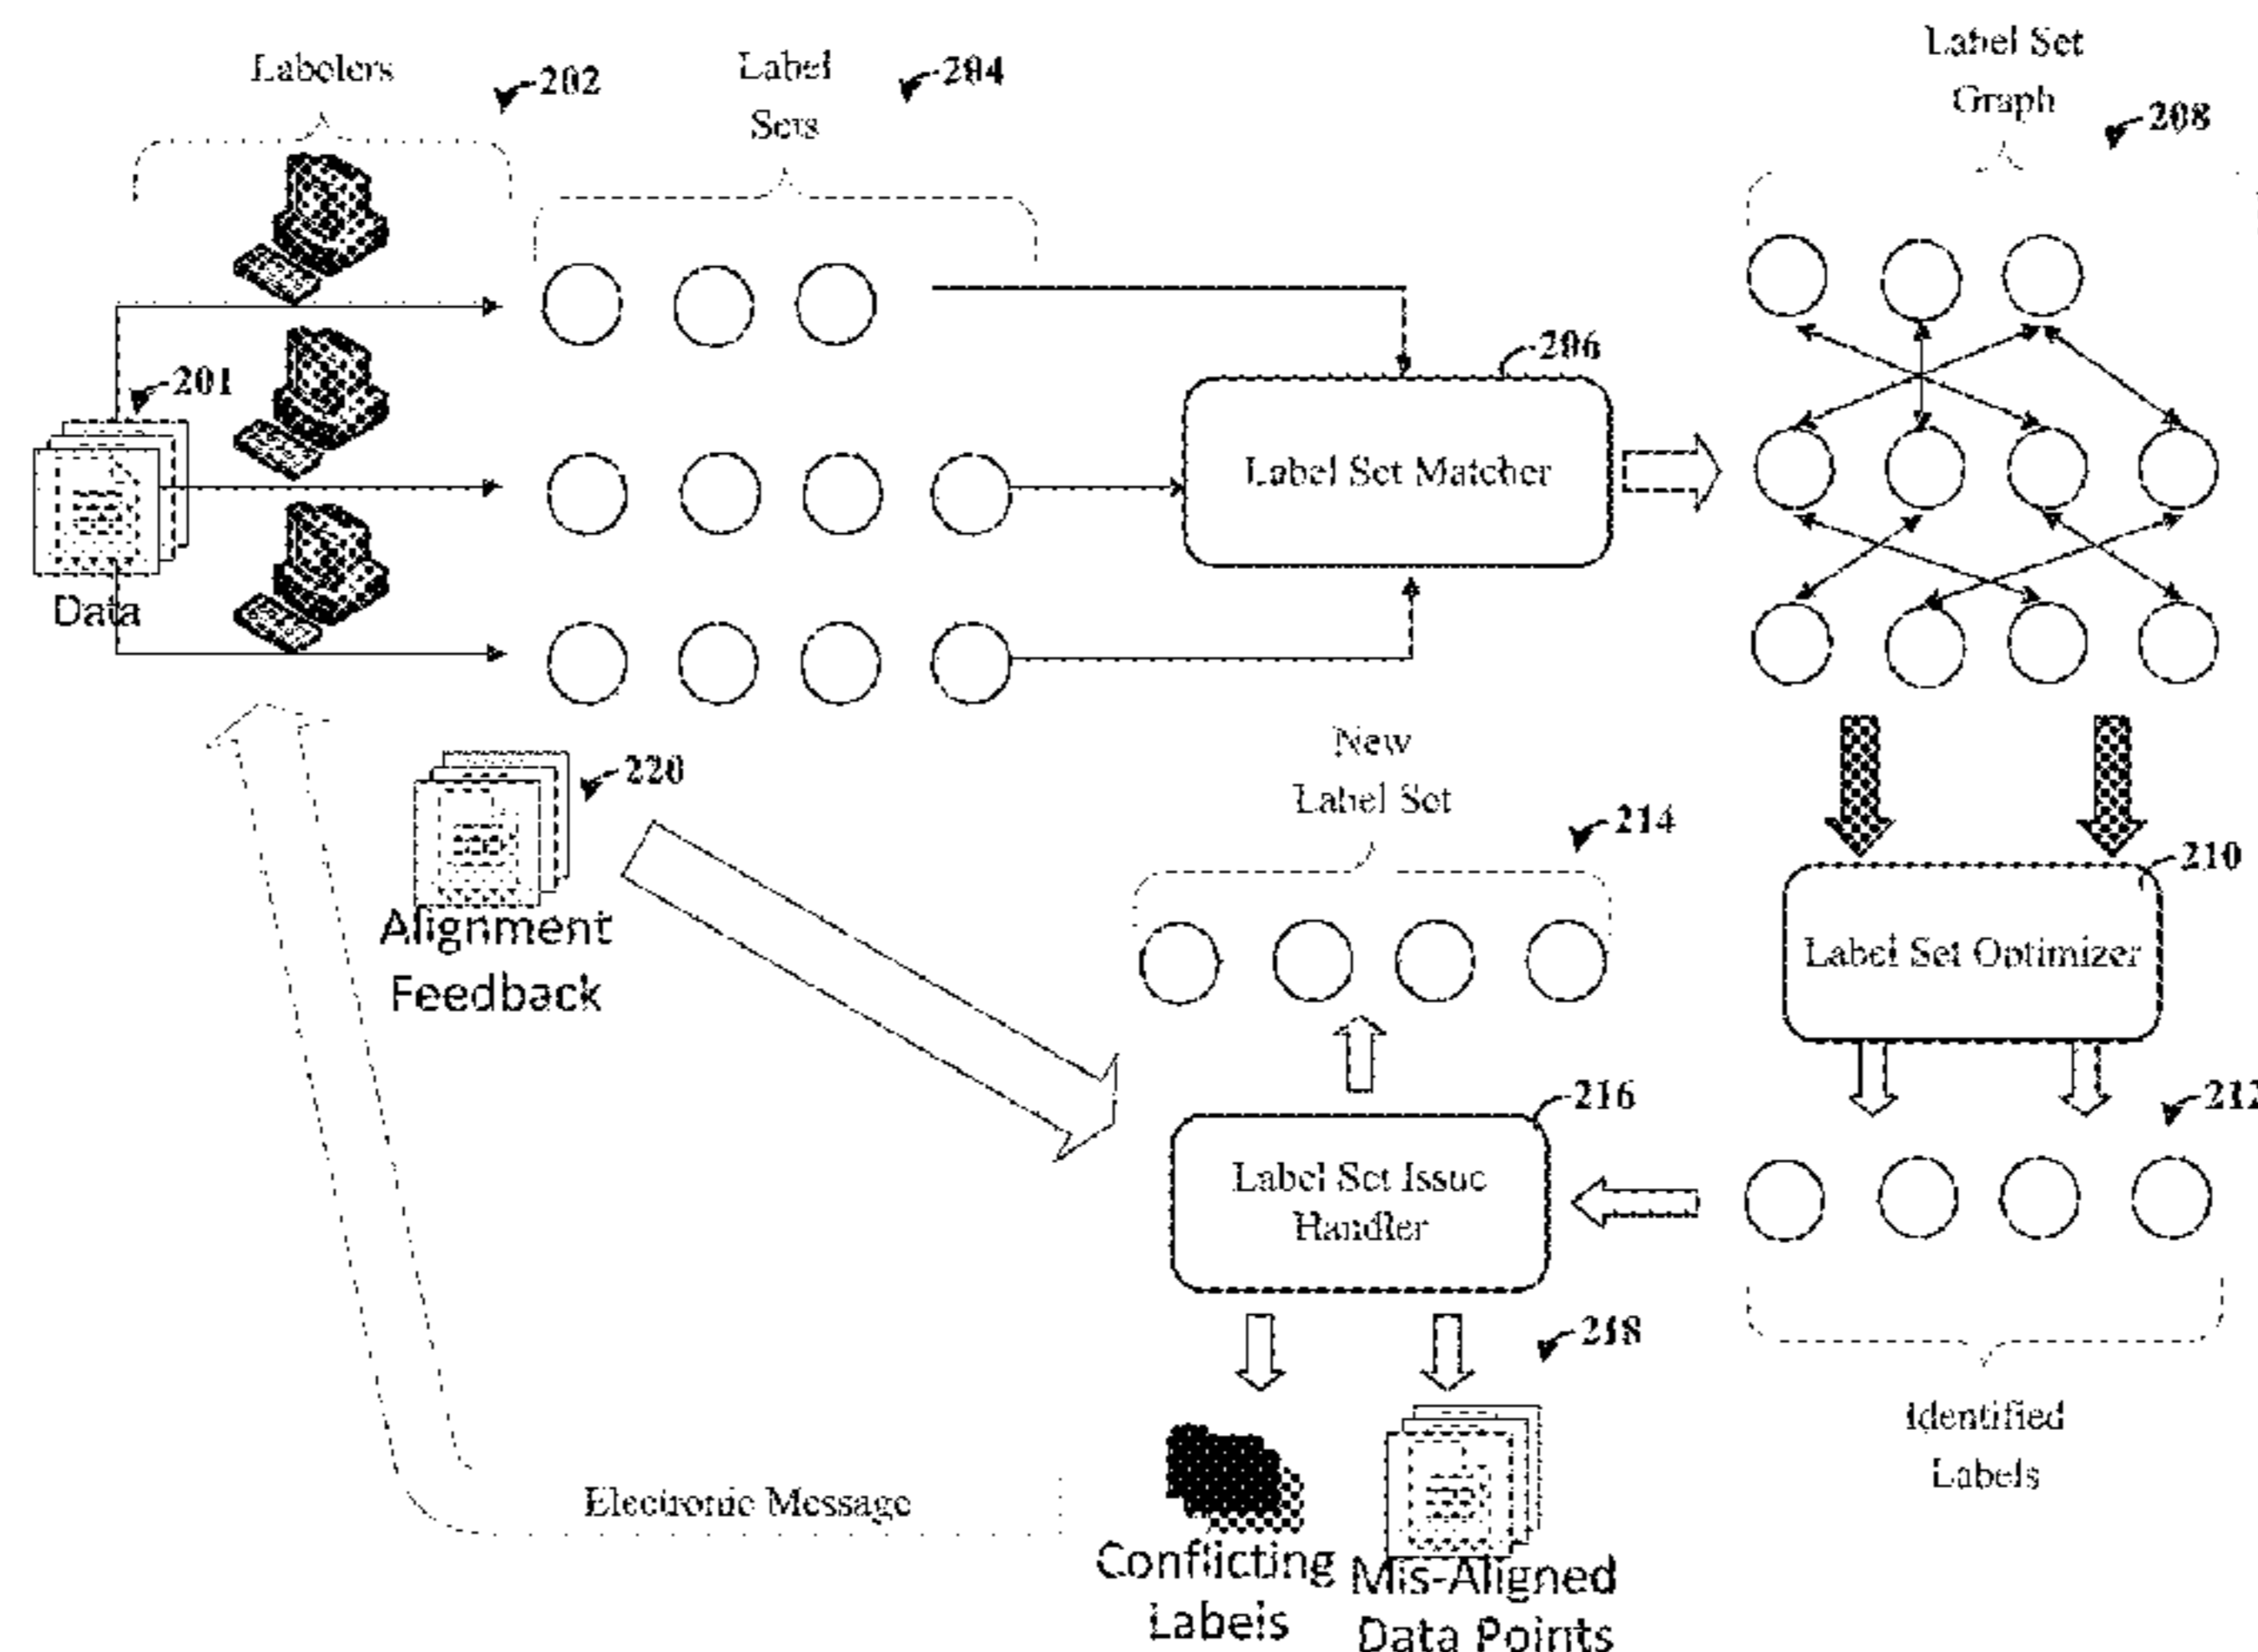 Labelers
202
Label
Sets
204
Label Set
Graph
208
201
Data
206
Label Set Matcher
220
Alignment
Feedback
New
Label Set
214
210
Label Set Optimizer
212
216
Label Set Issue
Handler
218
Identified
Labels
Electronic Message
Conflicting
Labels
Mis-Aligned
Data Points